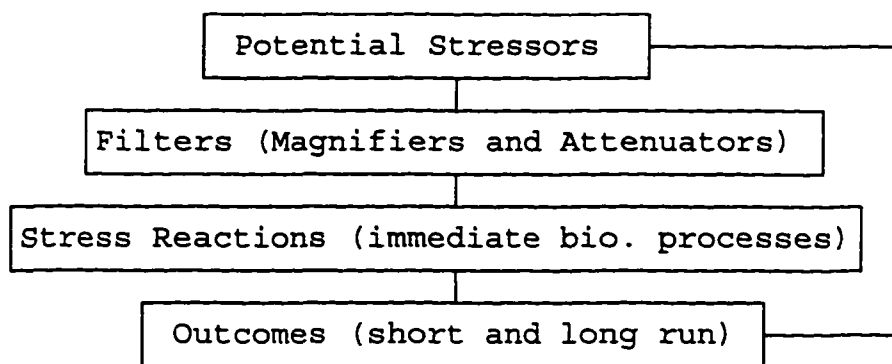 Potential Stressors
Filters (Magnifiers and Attenuators)
Stress Reactions (immediate bio. processes)
Outcomes (short and long run)